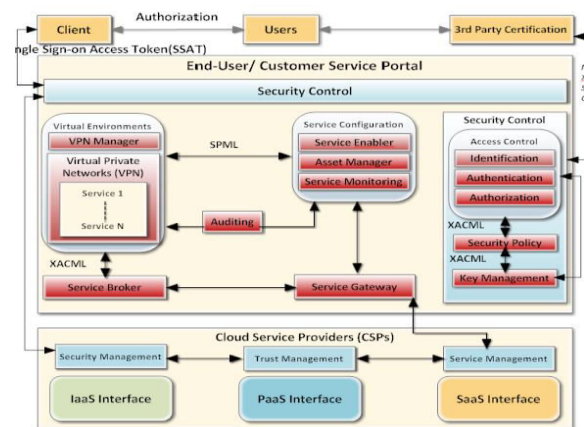 Authorization
Client
Users
3rd Party Certification
ngle Sign-on Access Token(SSAT)
End-User/ Customer Service Portal
Security Control
Virtual Environments
VPN Manager
Virtual Private
Networks (VPN)
Service 1
Service N
SPML
Auditing
Service Configuration
Service Enabler
Asset Manager
Service Monitoring
Security Control
Access Control
Identification
Authentication
Authorization
XACML
Security Policy
XACML
Key Management
XACML
Service Broker
Service Gateway
Cloud Service Providers (CSPs)
Security Management
Trust Management
Service Management
IaaS Interface
PaaS Interface
SaaS Interface